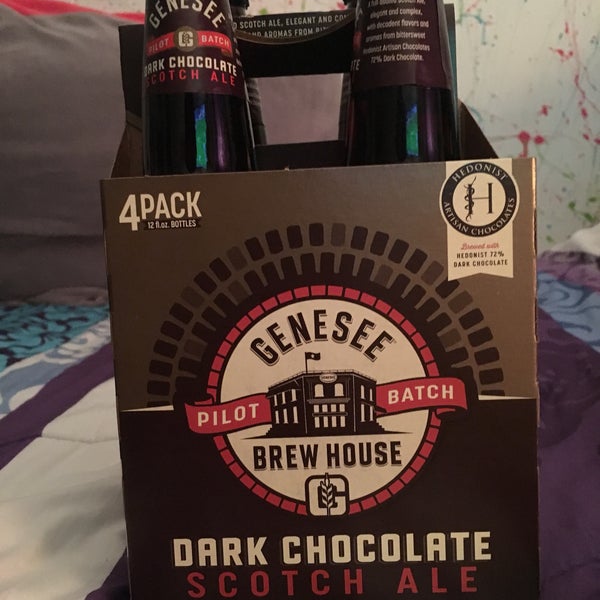 GENESEE
PILOT BATCH
DARK CHOCOLATE
SCOTCH ALE
SCOTCH ALE, ELEGANT AND
AND AROMAS FROM
elegant and complex,
with decadent flavors and
aromas from bittersweet
Hedonist Artisan Chocolates
72% Dark Chocolate.
4PACK
12 fl.oz. BOTTLES
HEDONIST
H
ARTISAN CHOCOLATES
Brewed with
HEDONIST 72%
DARK CHOCOLATE
GENESEE
GENESEE
PILOT BATCH
BREW HOUSE
G
DARK CHOCOLATE
SCOTCH ALE